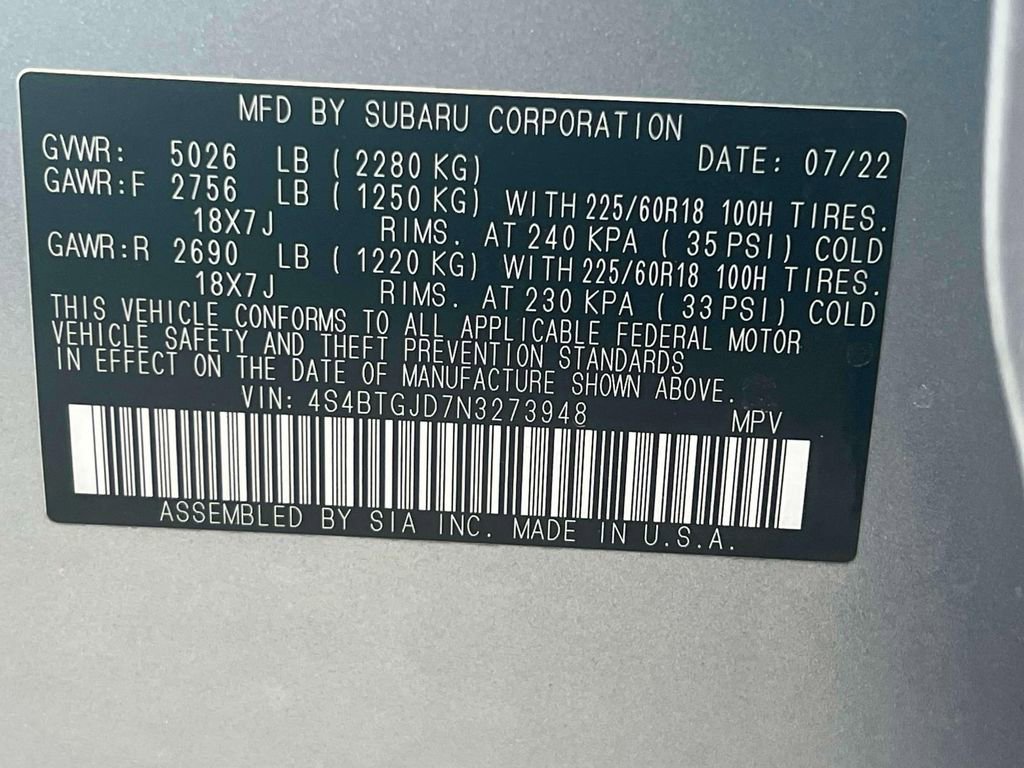 MFD BY SUBARU CORPORATION
GVWR: 5026 LB ( 2280 KG) DATE: 07/22
GAWR:F 2756 LB ( 1250 KG) WITH 225/60R18 100H TIRES.
18X7J RIMS. AT 240 KPA ( 35 PSI) COLD
GAWR:R 2690 LB ( 1220 KG) WITH 225/60R18 100H TIRES.
18X7J RIMS. AT 230 KPA ( 33 PSI) COLD
THIS VEHICLE CONFORMS TO ALL APPLICABLE FEDERAL MOTOR
VEHICLE SAFETY AND THEFT PREVENTION STANDARDS
IN EFFECT ON THE DATE OF MANUFACTURE SHOWN ABOVE.
VIN: 4S4BTGJD7N3273948 MPV
ASSEMBLED BY SIA INC. MADE IN U.S.A.